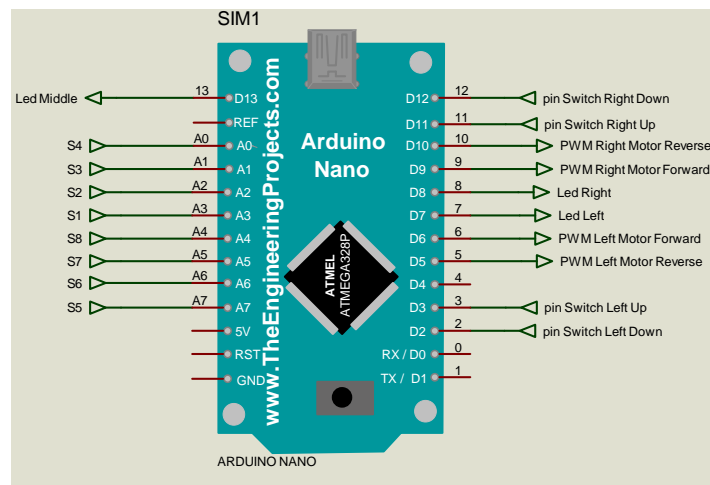 SIM1
Led Middle 13 D13 D12 12 pin Switch Right Down
REF D11 11 pin Switch Right Up
S4 A0 A0~ D10 10 PWM Right Motor Reverse
S3 A1 A1 D9 9 PWM Right Motor Forward
S2 A2 A2 D8 8 Led Right
S1 A3 A3 D7 7 Led Left
S8 A4 A4 D6 6 PWM Left Motor Forward
S7 A5 A5 D5 5 PWM Left Motor Reverse
S6 A6 A6 D4 4
S5 A7 A7 D3 3 pin Switch Left Up
5V D2 2 pin Switch Left Down
RST RX / D0 0
GND TX / D1 1
www.TheEngineeringProjects.com
Arduino
Nano
ATMEL
ATMEGA328P
ARDUINO NANO